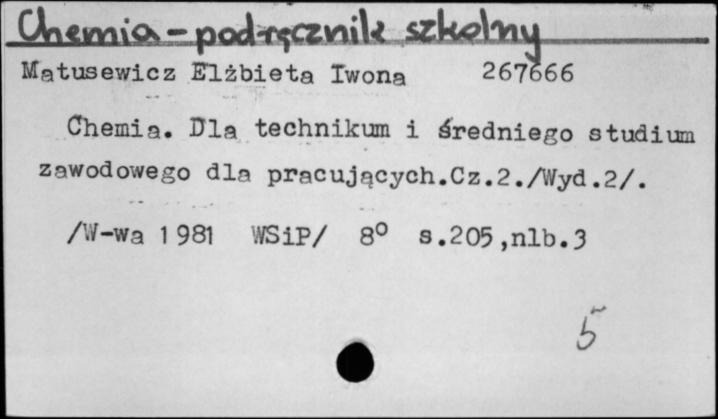 Chemia - podręcznik szkolny
Matusewicz Elżbieta Iwona 267666
Chemia. Dla technikum i średniego studium
zawodowego dla pracujących.Cz.2./Wyd.2/.
/W-wa 1981 WSiP/ 8° s.205,nlb.3
5